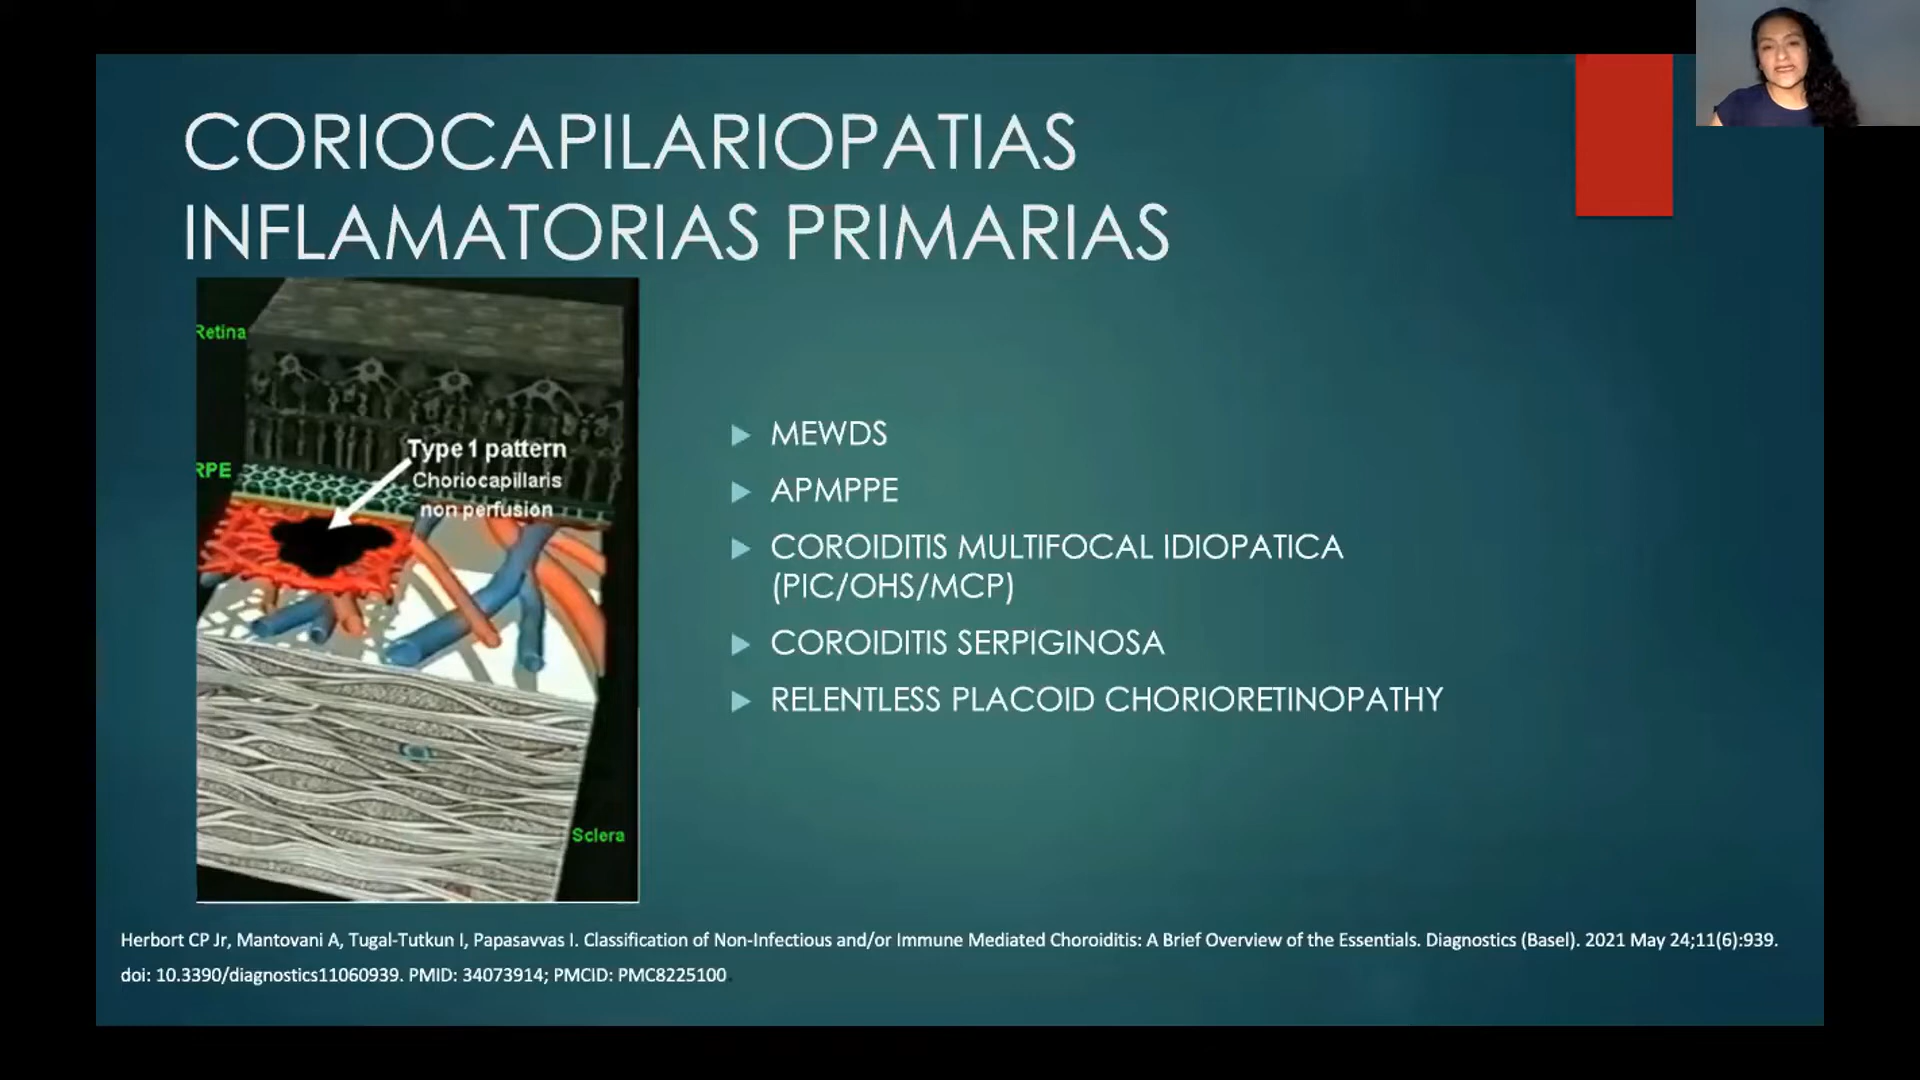 CORIOCAPILARIOPATIAS
INFLAMATORIAS PRIMARIAS
Retina
Type 1 pattern
RPE
Choriocapillaris
non perfusion
Sclera
MEWDS
APMPPE
COROIDITIS MULTIFOCAL IDIOPATICA
(PIC/OHS/MCP)
COROIDITIS SERPIGINOSA
RELENTLESS PLACOID CHORIORETINOPATHY
Herbort CP Jr, Mantovani A, Tugal-Tutkun I, Papasavvas I. Classification of Non-Infectious and/or Immune Mediated Choroiditis: A Brief Overview of the Essentials. Diagnostics (Basel). 2021 May 24;11(6):939.
doi: 10.3390/diagnostics11060939. PMID: 34073914; PMCID: PMC8225100.